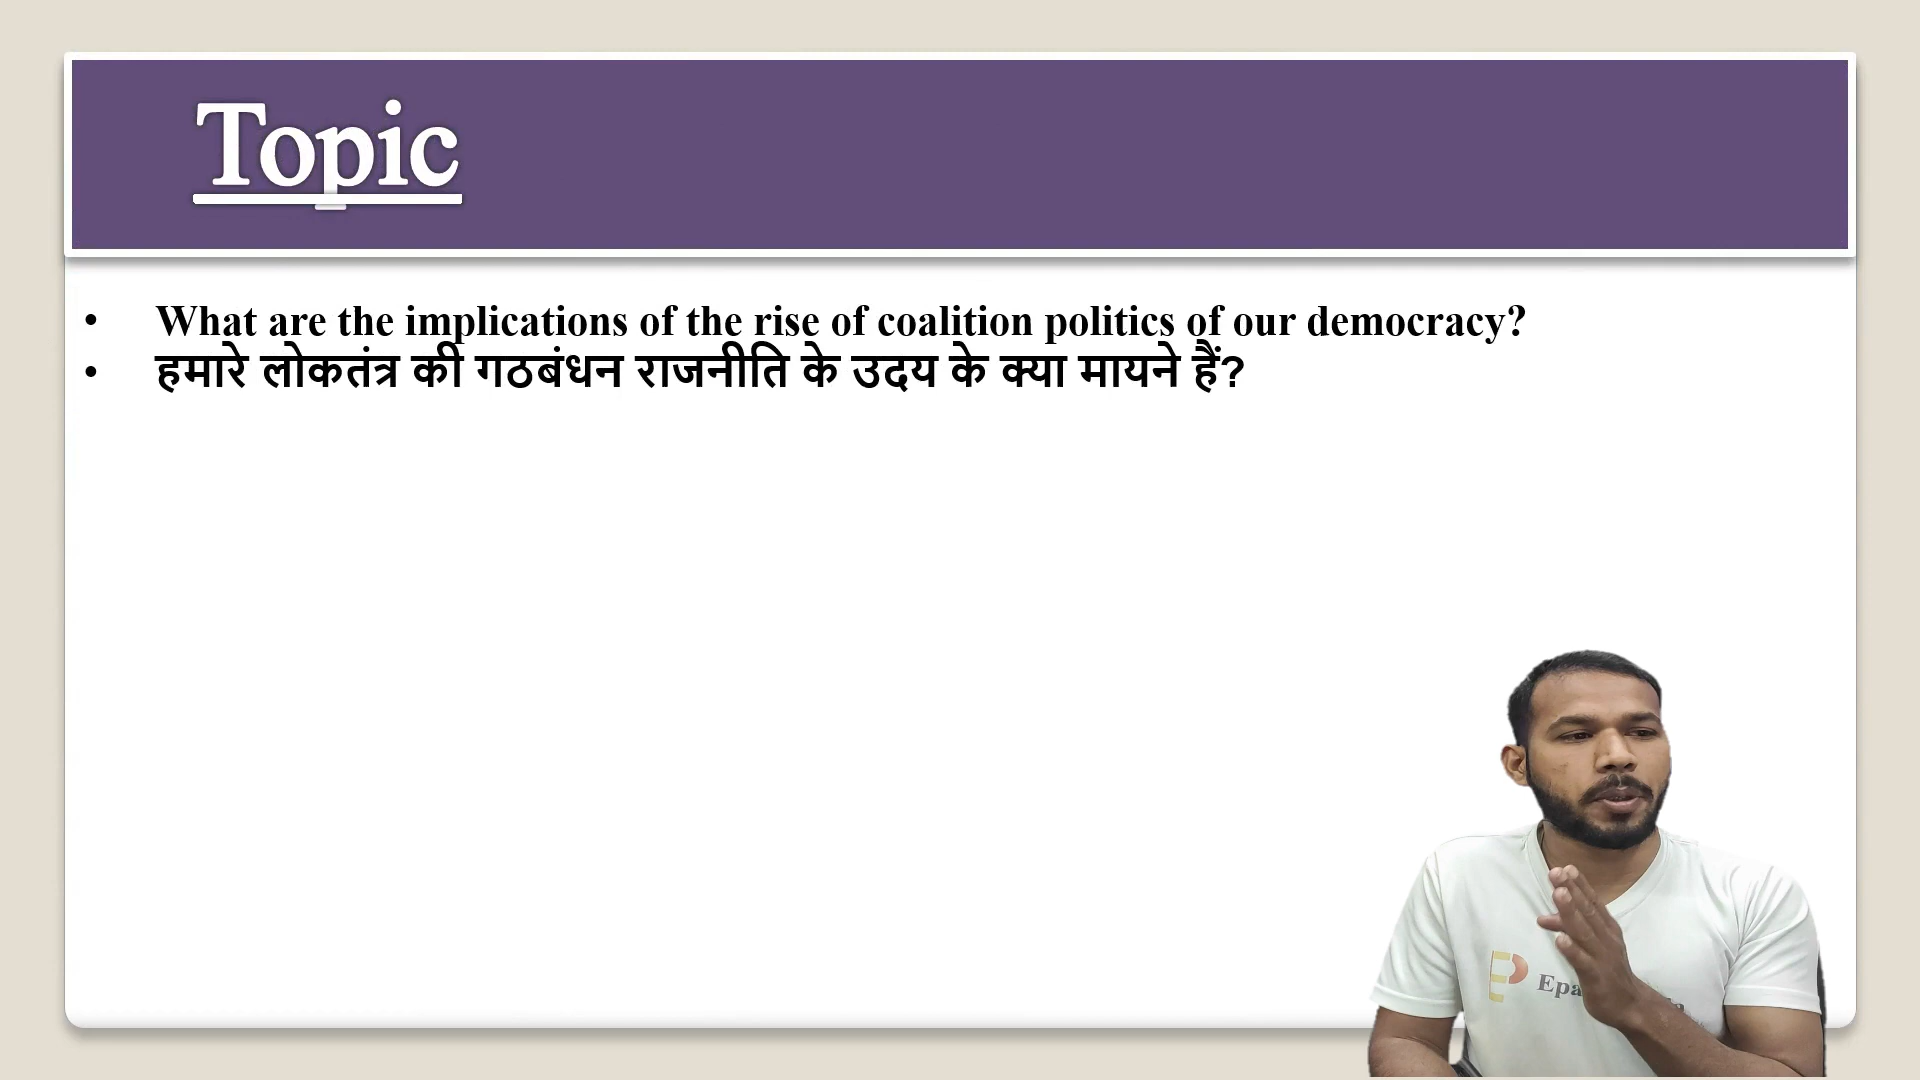 Topic
• What are the implications of the rise of coalition politics of our democracy?
• हमारे लोकतंत्र की गठबंधन राजनीति के उदय के क्या मायने हैं?